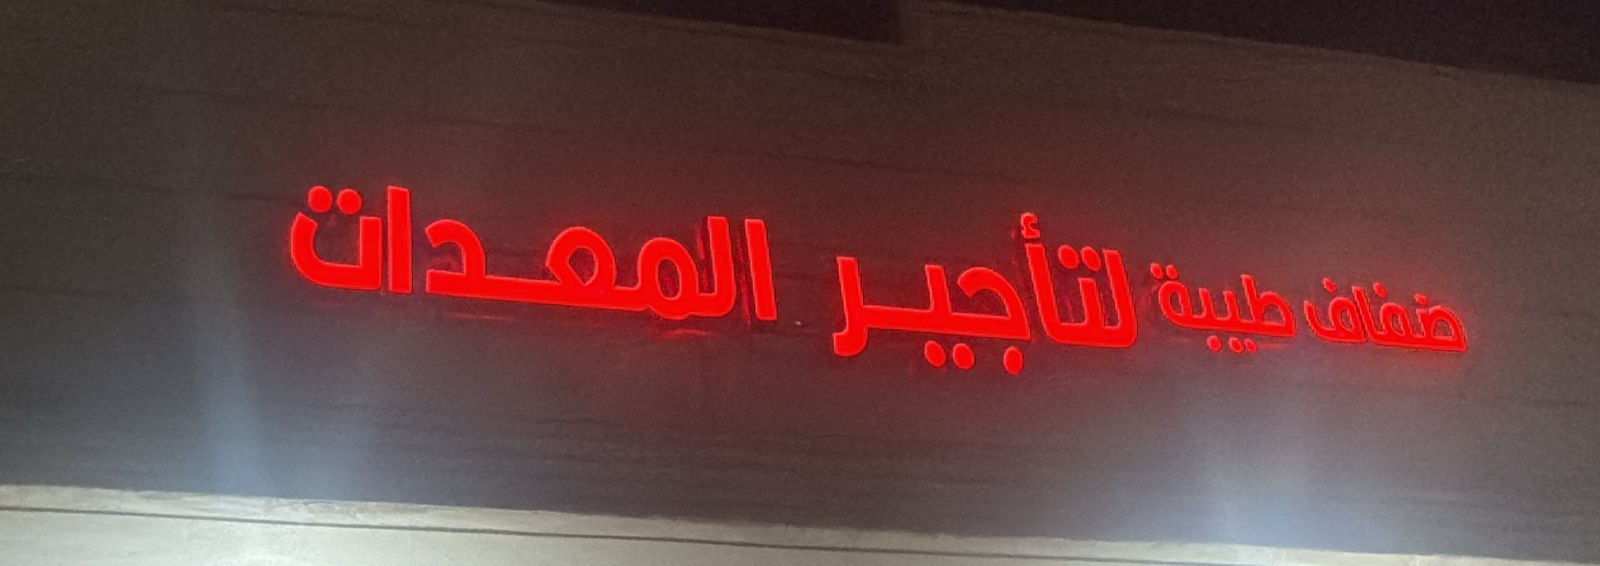 ضفاف طيبة لتأجير المعدات